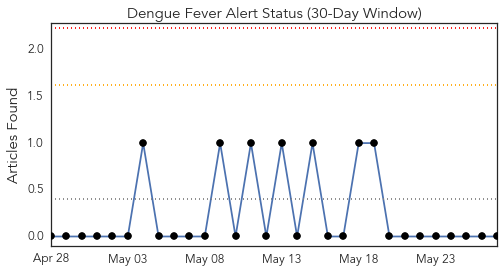 Dengue Fever Alert Status (30-Day Window)
Articles Found
2.0
1.5
1.0
0.5
0.0
Apr 28 May 03 May 08 May 13 May 18 May 23